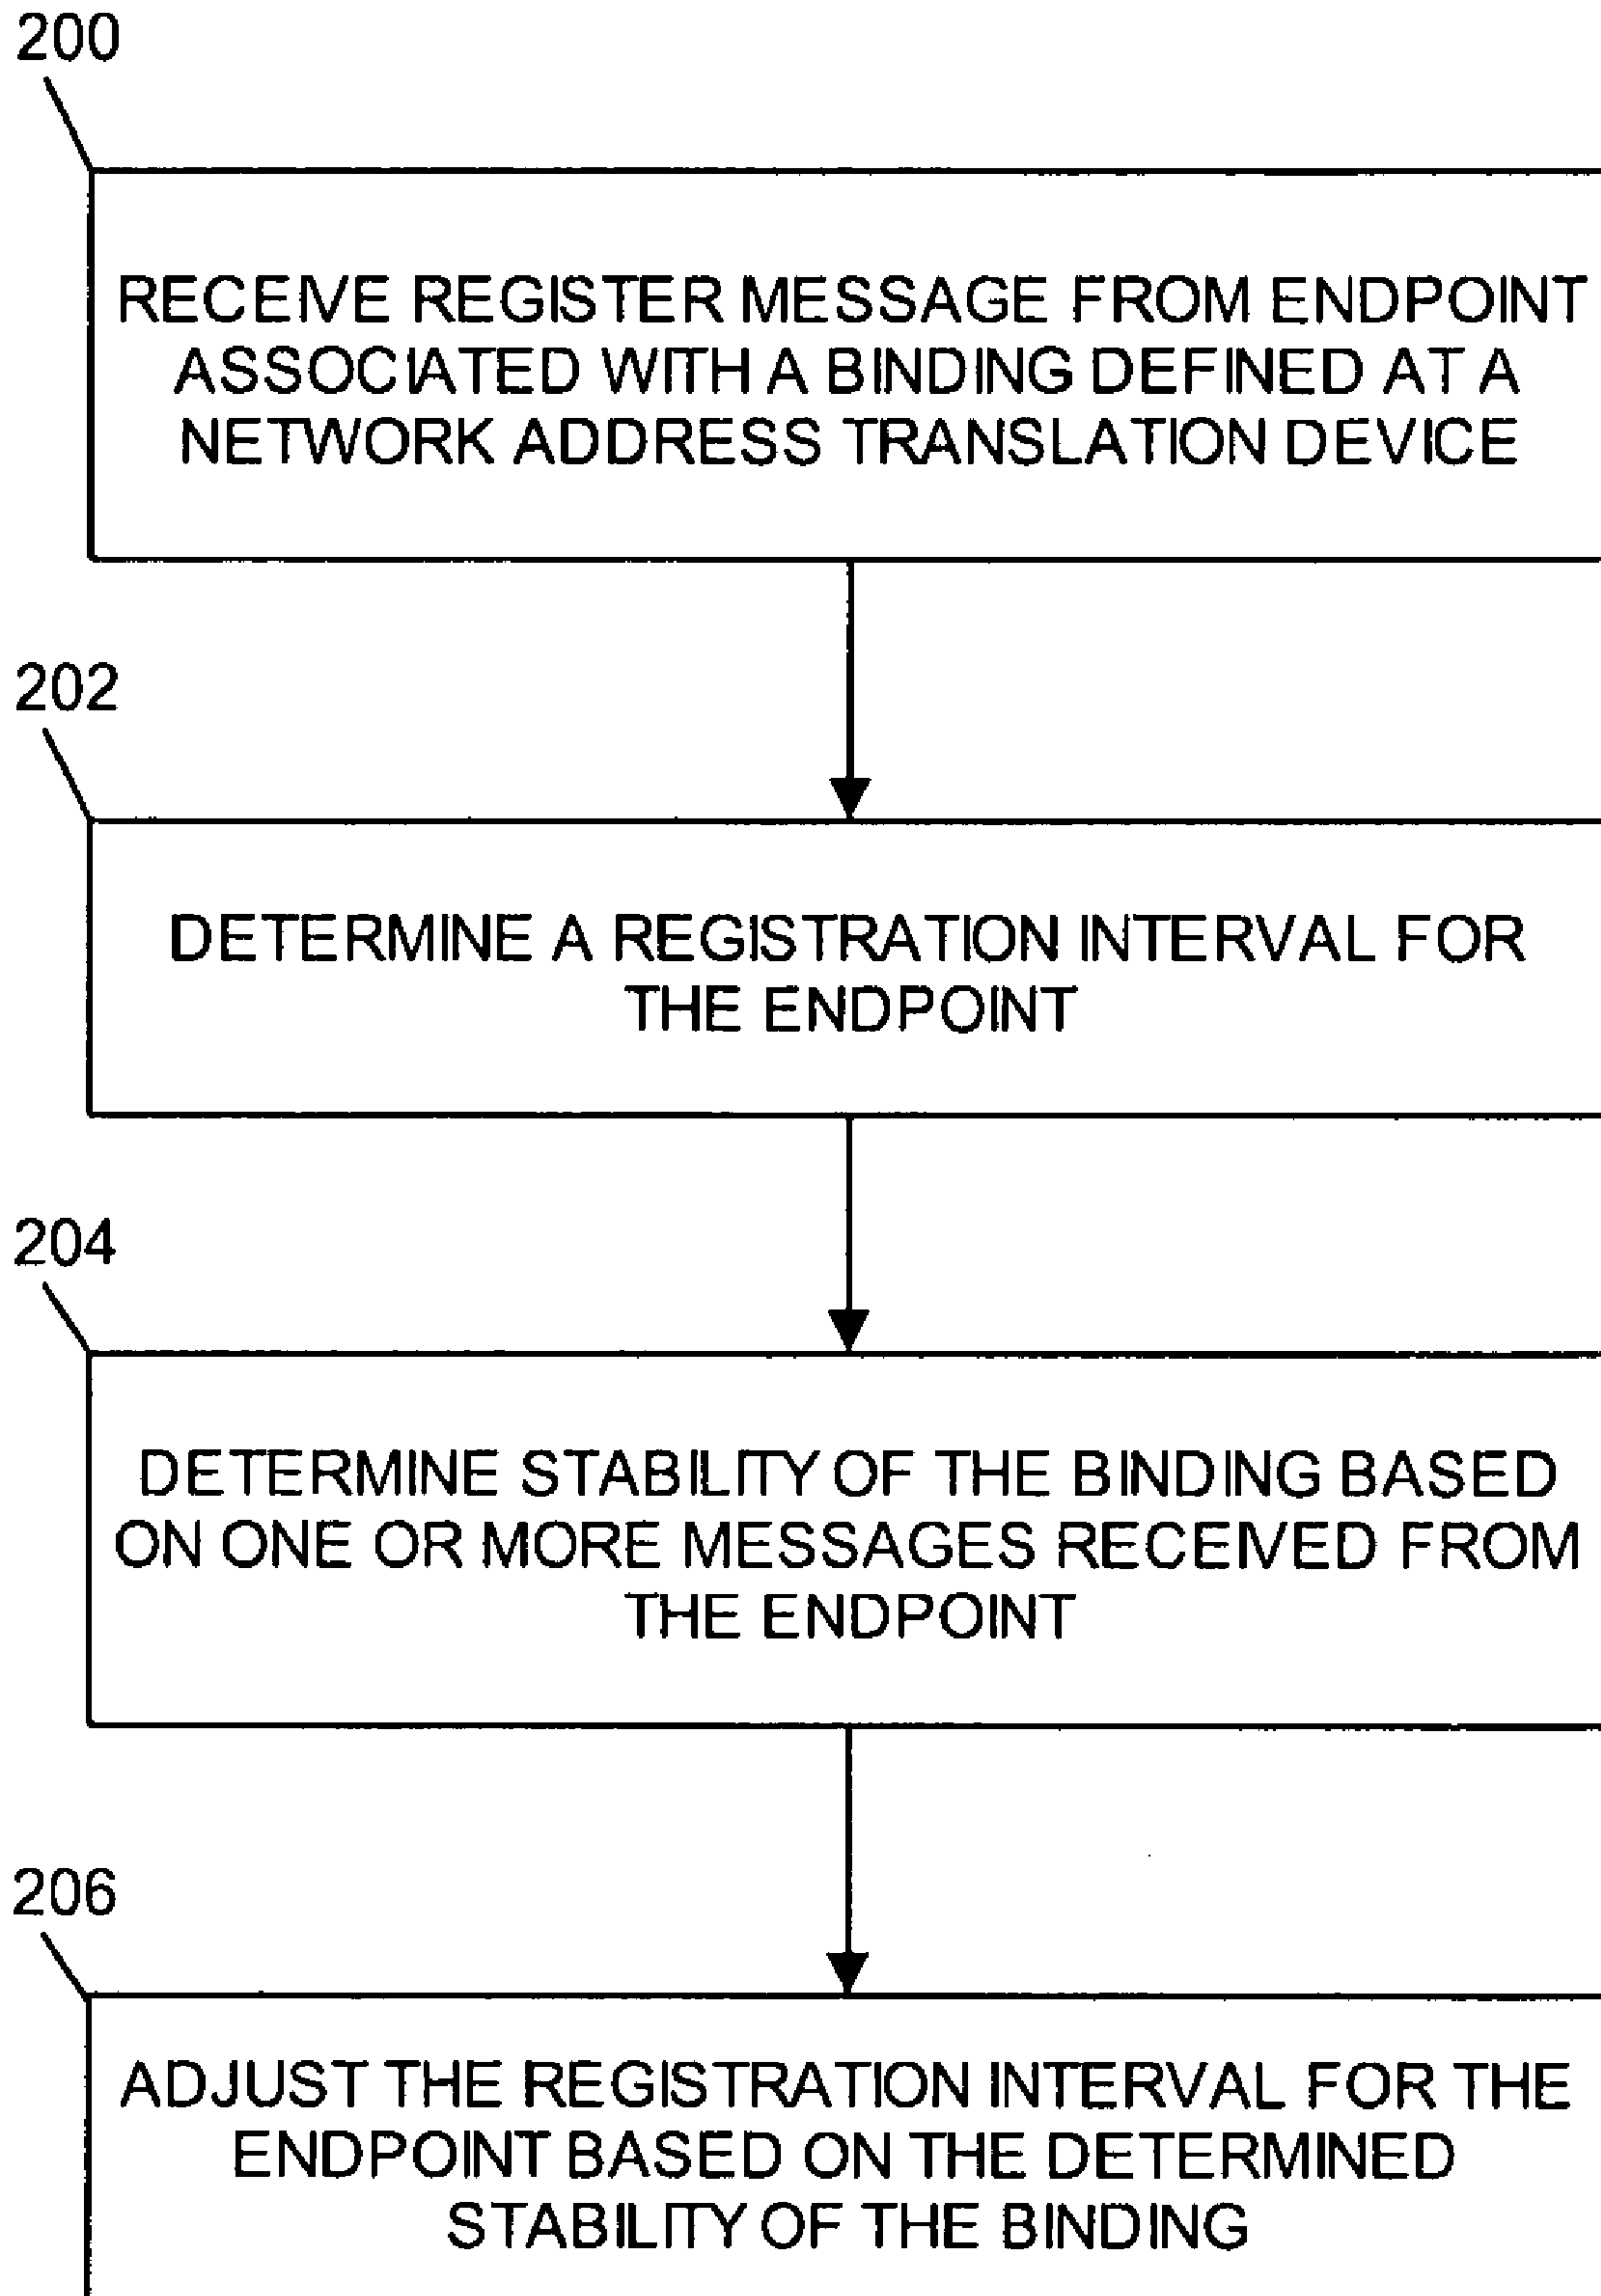 200
RECEIVE REGISTER MESSAGE FROM ENDPOINT
ASSOCIATED WITH A BINDING DEFINED AT A
NETWORK ADDRESS TRANSLATION DEVICE
202
DETERMINE A REGISTRATION INTERVAL FOR
THE ENDPOINT
204
DETERMINE STABILITY OF THE BINDING BASED
ON ONE OR MORE MESSAGES RECEIVED FROM
THE ENDPOINT
206
ADJUST THE REGISTRATION INTERVAL FOR THE
ENDPOINT BASED ON THE DETERMINED
STABILITY OF THE BINDING